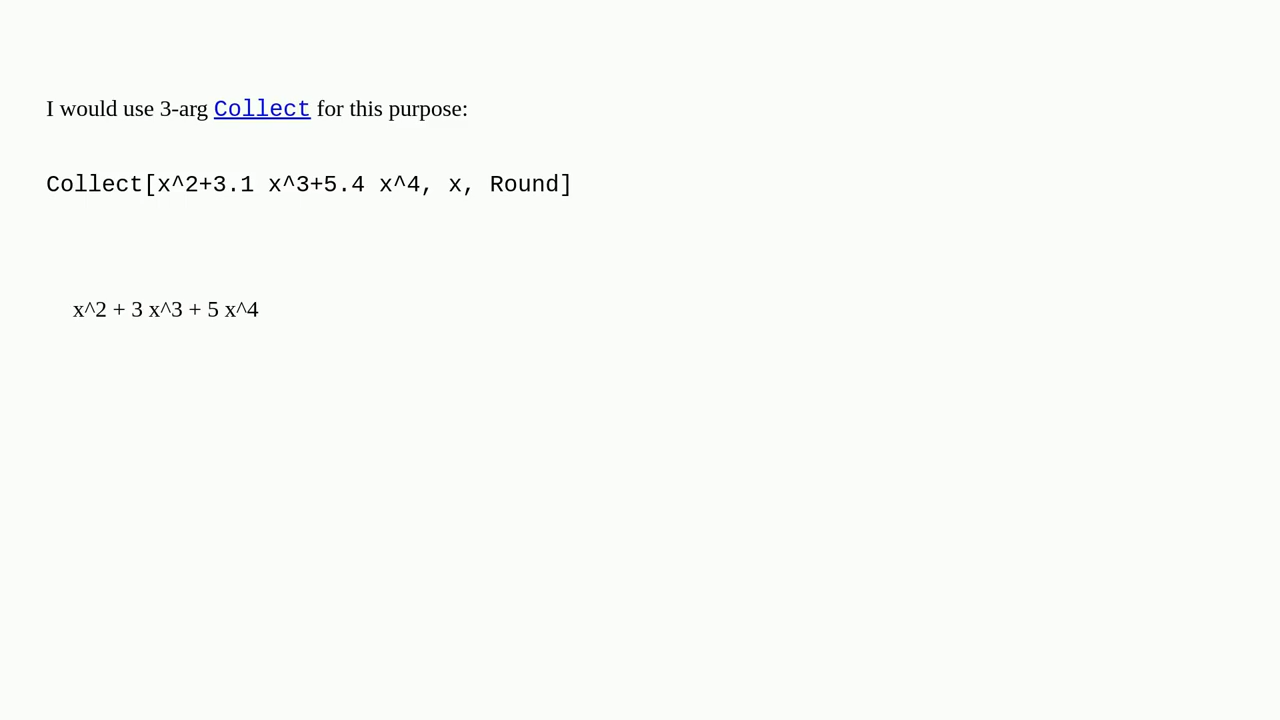 I would use 3-arg Collect for this purpose:
Collect[x^2+3.1 x^3+5.4 x^4, x, Round]
x^2 + 3 x^3 + 5 x^4